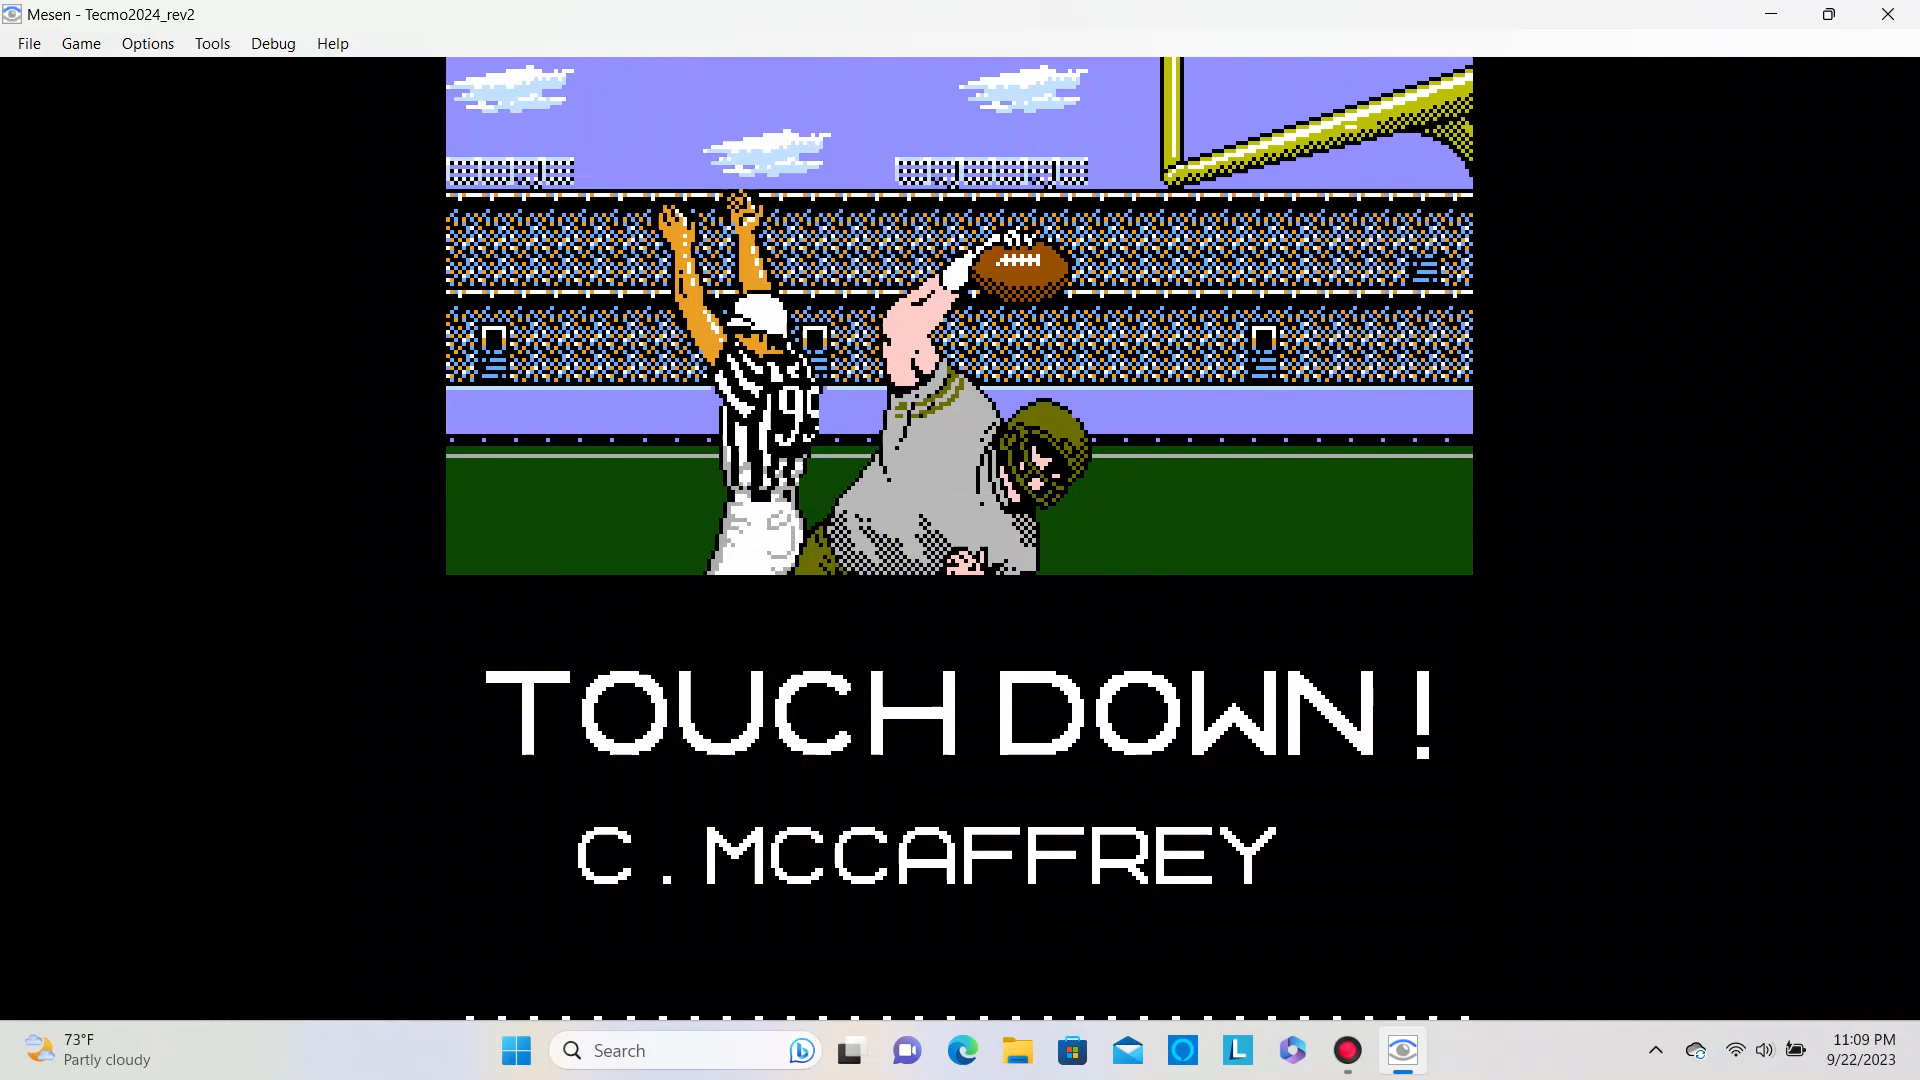 Mesen - Tecmo2024_rev2
File Game Options Tools Debug Help
TOUCH DOWN!
C. MCCAFFREY
73°F
Partly cloudy
Search
11:09 PM
9/22/2023